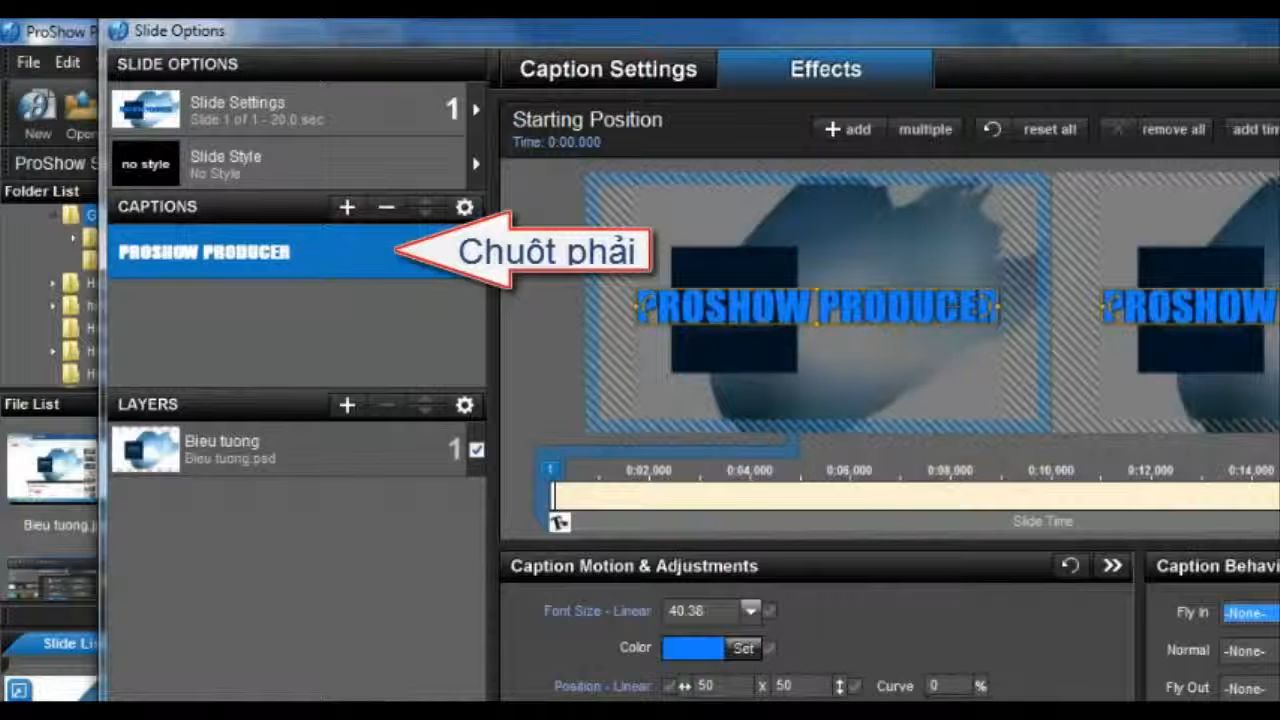 ProShow P
Slide Options
File Edit
SLIDE OPTIONS
Caption Settings
Effects
Slide Settings
Slide 1 of 1 - 20.0 sec
1
Starting Position
Time: 0:00.000
add
multiple
reset all
remove all
add tim
New
Open
no style
Slide Style
No Style
ProShow S
Folder List
CAPTIONS
PROSHOW PRODUCER
Chuôt phải
PROSHOW PRODUCER
PROSHOW
File List
LAYERS
Bieu tuong
Bieu tuong.psd
1
1
0:02,000 0:04,000 0:06,000 0:08,000 0:10,000 0:12,000 0:14,000
Bieu tuong.j
Slide Time
Caption Motion & Adjustments
Caption Behavi
Font Size - Linear
40.38
Fly In
-None-
Color
Set
Normal
-None-
Slide Lis
Position - Linear
50 x 50
Curve 0 %
Fly Out
-None-